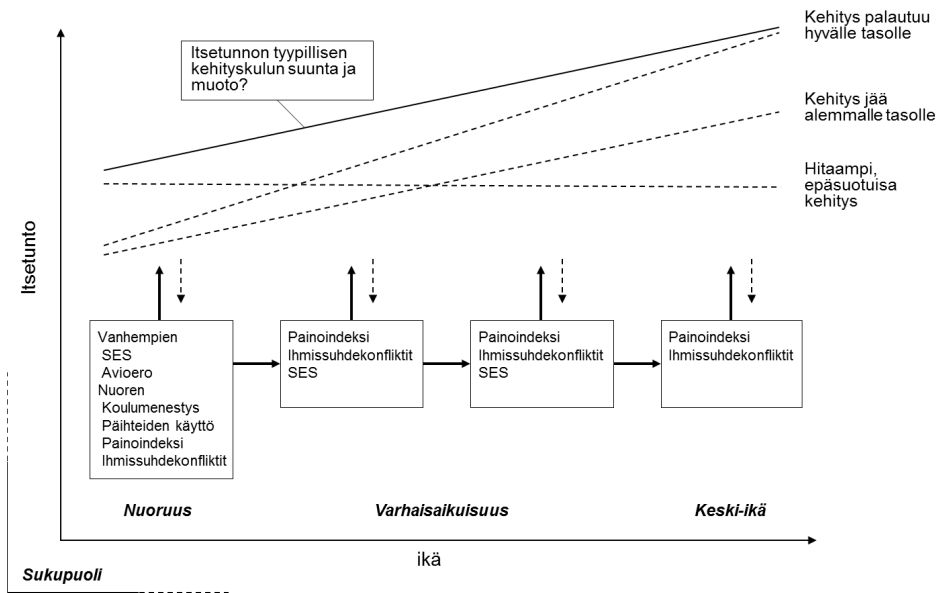 Itsetunnon tyypillisen
kehityskulun suunta ja
muoto?
Kehitys palautuu
hyvälle tasolle
Kehitys jää
alemmalle tasolle
Hitaampi,
epäsuotuisa
kehitys
Itsetunto
Vanhempien
SES
Avioero
Nuoren
Koulumenestys
Päihteiden käyttö
Painoindeksi
Ihmissuhdekonfliktit
Painoindeksi
Ihmissuhdekonfliktit
SES
Painoindeksi
Ihmissuhdekonfliktit
SES
Painoindeksi
Ihmissuhdekonfliktit
Nuoruus
Varhaisaikuisuus
Keski-ikä
ikä
Sukupuoli